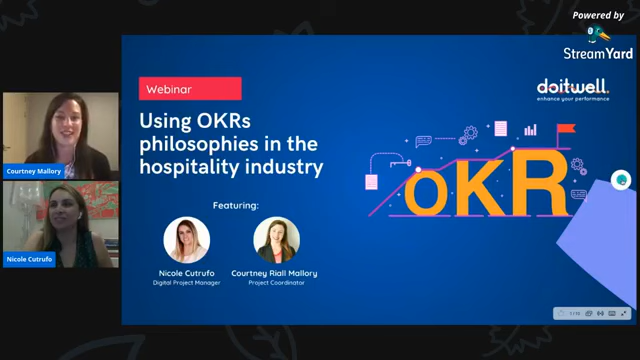 Powered by
StreamYard
Webinar
doitwell
enhance your performance
Using OKRs
philosophies in the
hospitality industry
OKR
Courtney Mallory
Nicole Cutrufo
Featuring:
Nicole Cutrufo
Digital Project Manager
Courtney Riall Mallory
Project Coordinator